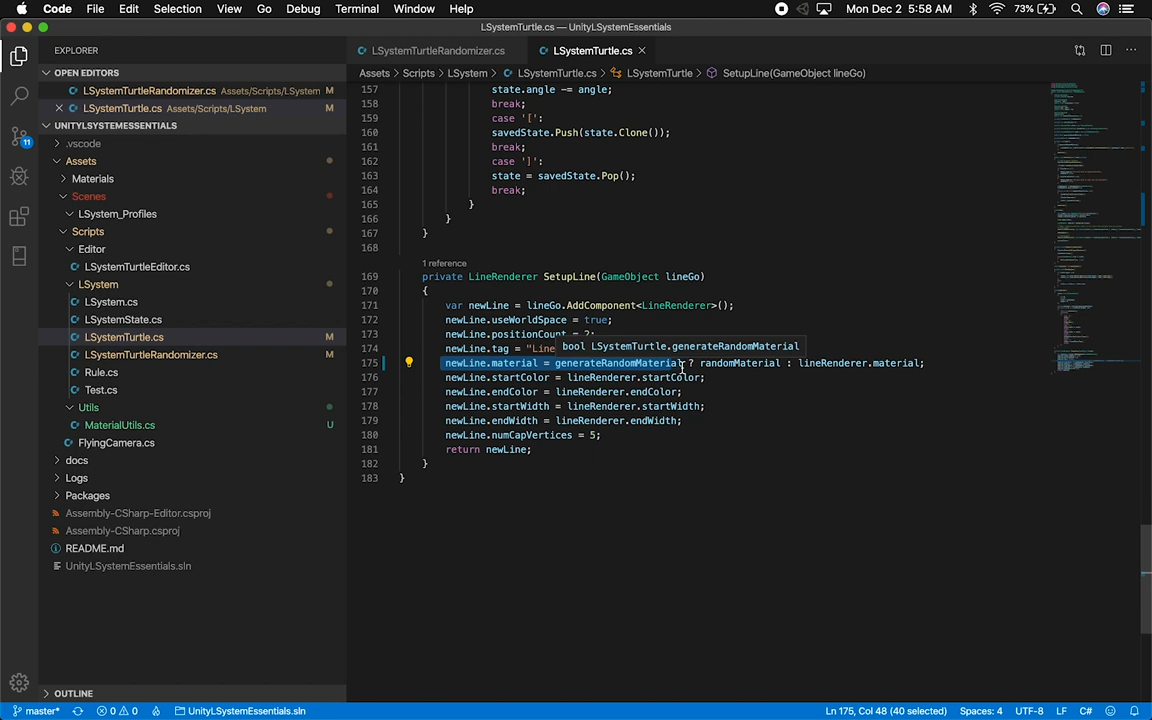 Code File Edit Selection View Go Debug Terminal Window Help Mon Dec 2 5:58 AM 73%
LSystemTurtle.cs — UnityLSystemEssentials
EXPLORER
LSystemTurtleRandomizer.cs LSystemTurtle.cs
OPEN EDITORS
LSystemTurtleRandomizer.cs Assets/Scripts/LSystem M
LSystemTurtle.cs Assets/Scripts/LSystem M
UNITYLSYSTEMESSENTIALS
.vscode
Assets
Materials
Scenes
LSystem_Profiles
Scripts
Editor
LSystemTurtleEditor.cs
LSystem
LSystem.cs
LSystemState.cs
LSystemTurtle.cs M
LSystemTurtleRandomizer.cs M
Rule.cs
Test.cs
Utils
MaterialUtils.cs U
FlyingCamera.cs
docs
Logs
Packages
Assembly-CSharp-Editor.csproj
Assembly-CSharp.csproj
README.md
UnityLSystemEssentials.sln
OUTLINE
11
Assets > Scripts > LSystem > LSystemTurtle.cs > LSystemTurtle > SetupLine(GameObject lineGo)
157 state.angle -= angle;
158 break;
159 case '[':
160 savedState.Push(state.Clone());
161 break;
162 case ']':
163 state = savedState.Pop();
164 break;
165 }
166 }
167 }
168
1 reference
169 private LineRenderer SetupLine(GameObject lineGo)
170 {
171 var newLine = lineGo.AddComponent<LineRenderer>();
172 newLine.useWorldSpace = true;
173 newLine.positionCount = 2;
bool LSystemTurtle.generateRandomMaterial
174 newLine.tag = "Line
175 newLine.material = generateRandomMaterial ? randomMaterial : lineRenderer.material;
176 newLine.startColor = lineRenderer.startColor;
177 newLine.endColor = lineRenderer.endColor;
178 newLine.startWidth = lineRenderer.startWidth;
179 newLine.endWidth = lineRenderer.endWidth;
180 newLine.numCapVertices = 5;
181 return newLine;
182 }
183 }
master* 0 0 UnityLSystemEssentials.sln Ln 175, Col 48 (40 selected) Spaces: 4 UTF-8 LF C#